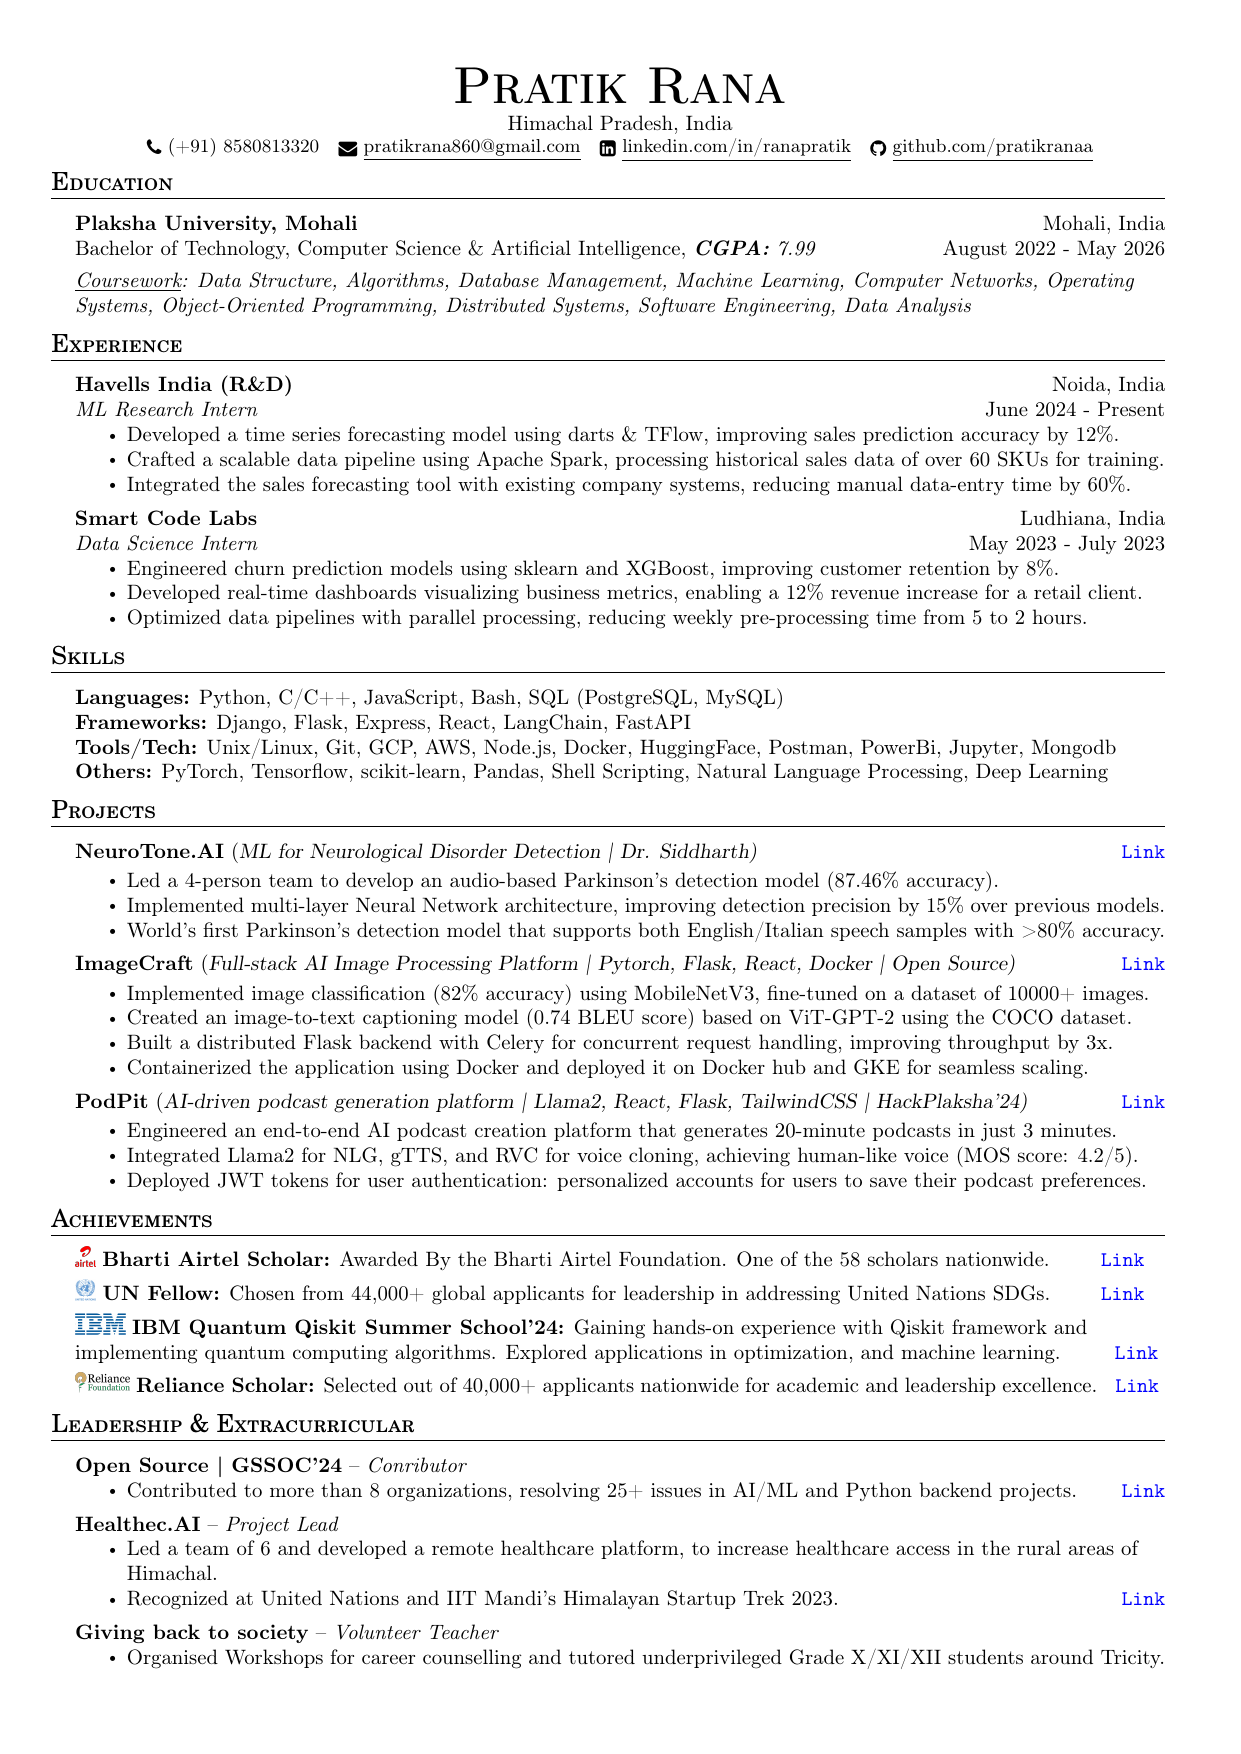 Pratik Rana
Himachal Pradesh, India
(+91) 8580813320 pratikrana860@gmail.com linkedin.com/in/ranapratik github.com/pratikranaa
Education
Plaksha University, Mohali Mohali, India
Bachelor of Technology, Computer Science & Artificial Intelligence, CGPA: 7.99 August 2022 - May 2026
Coursework: Data Structure, Algorithms, Database Management, Machine Learning, Computer Networks, Operating
Systems, Object-Oriented Programming, Distributed Systems, Software Engineering, Data Analysis
Experience
Havells India (R&D) Noida, India
ML Research Intern June 2024 - Present
• Developed a time series forecasting model using darts & TFlow, improving sales prediction accuracy by 12%.
• Crafted a scalable data pipeline using Apache Spark, processing historical sales data of over 60 SKUs for training.
• Integrated the sales forecasting tool with existing company systems, reducing manual data-entry time by 60%.
Smart Code Labs Ludhiana, India
Data Science Intern May 2023 - July 2023
• Engineered churn prediction models using sklearn and XGBoost, improving customer retention by 8%.
• Developed real-time dashboards visualizing business metrics, enabling a 12% revenue increase for a retail client.
• Optimized data pipelines with parallel processing, reducing weekly pre-processing time from 5 to 2 hours.
Skills
Languages: Python, C/C++, JavaScript, Bash, SQL (PostgreSQL, MySQL)
Frameworks: Django, Flask, Express, React, LangChain, FastAPI
Tools/Tech: Unix/Linux, Git, GCP, AWS, Node.js, Docker, HuggingFace, Postman, PowerBi, Jupyter, Mongodb
Others: PyTorch, Tensorflow, scikit-learn, Pandas, Shell Scripting, Natural Language Processing, Deep Learning
Projects
NeuroTone.AI (ML for Neurological Disorder Detection | Dr. Siddharth) Link
• Led a 4-person team to develop an audio-based Parkinson's detection model (87.46% accuracy).
• Implemented multi-layer Neural Network architecture, improving detection precision by 15% over previous models.
• World's first Parkinson's detection model that supports both English/Italian speech samples with >80% accuracy.
ImageCraft (Full-stack AI Image Processing Platform | Pytorch, Flask, React, Docker | Open Source) Link
• Implemented image classification (82% accuracy) using MobileNetV3, fine-tuned on a dataset of 10000+ images.
• Created an image-to-text captioning model (0.74 BLEU score) based on ViT-GPT-2 using the COCO dataset.
• Built a distributed Flask backend with Celery for concurrent request handling, improving throughput by 3x.
• Containerized the application using Docker and deployed it on Docker hub and GKE for seamless scaling.
PodPit (AI-driven podcast generation platform | Llama2, React, Flask, TailwindCSS | HackPlaksha'24) Link
• Engineered an end-to-end AI podcast creation platform that generates 20-minute podcasts in just 3 minutes.
• Integrated Llama2 for NLG, gTTS, and RVC for voice cloning, achieving human-like voice (MOS score: 4.2/5).
• Deployed JWT tokens for user authentication: personalized accounts for users to save their podcast preferences.
Achievements
airtel Bharti Airtel Scholar: Awarded By the Bharti Airtel Foundation. One of the 58 scholars nationwide. Link
UN Fellow: Chosen from 44,000+ global applicants for leadership in addressing United Nations SDGs. Link
IBM IBM Quantum Qiskit Summer School'24: Gaining hands-on experience with Qiskit framework and
implementing quantum computing algorithms. Explored applications in optimization, and machine learning. Link
Reliance Foundation Reliance Scholar: Selected out of 40,000+ applicants nationwide for academic and leadership excellence. Link
Leadership & Extracurricular
Open Source | GSSOC'24 – Conributor
• Contributed to more than 8 organizations, resolving 25+ issues in AI/ML and Python backend projects. Link
Healthec.AI – Project Lead
• Led a team of 6 and developed a remote healthcare platform, to increase healthcare access in the rural areas of
Himachal.
• Recognized at United Nations and IIT Mandi's Himalayan Startup Trek 2023. Link
Giving back to society – Volunteer Teacher
• Organised Workshops for career counselling and tutored underprivileged Grade X/XI/XII students around Tricity.